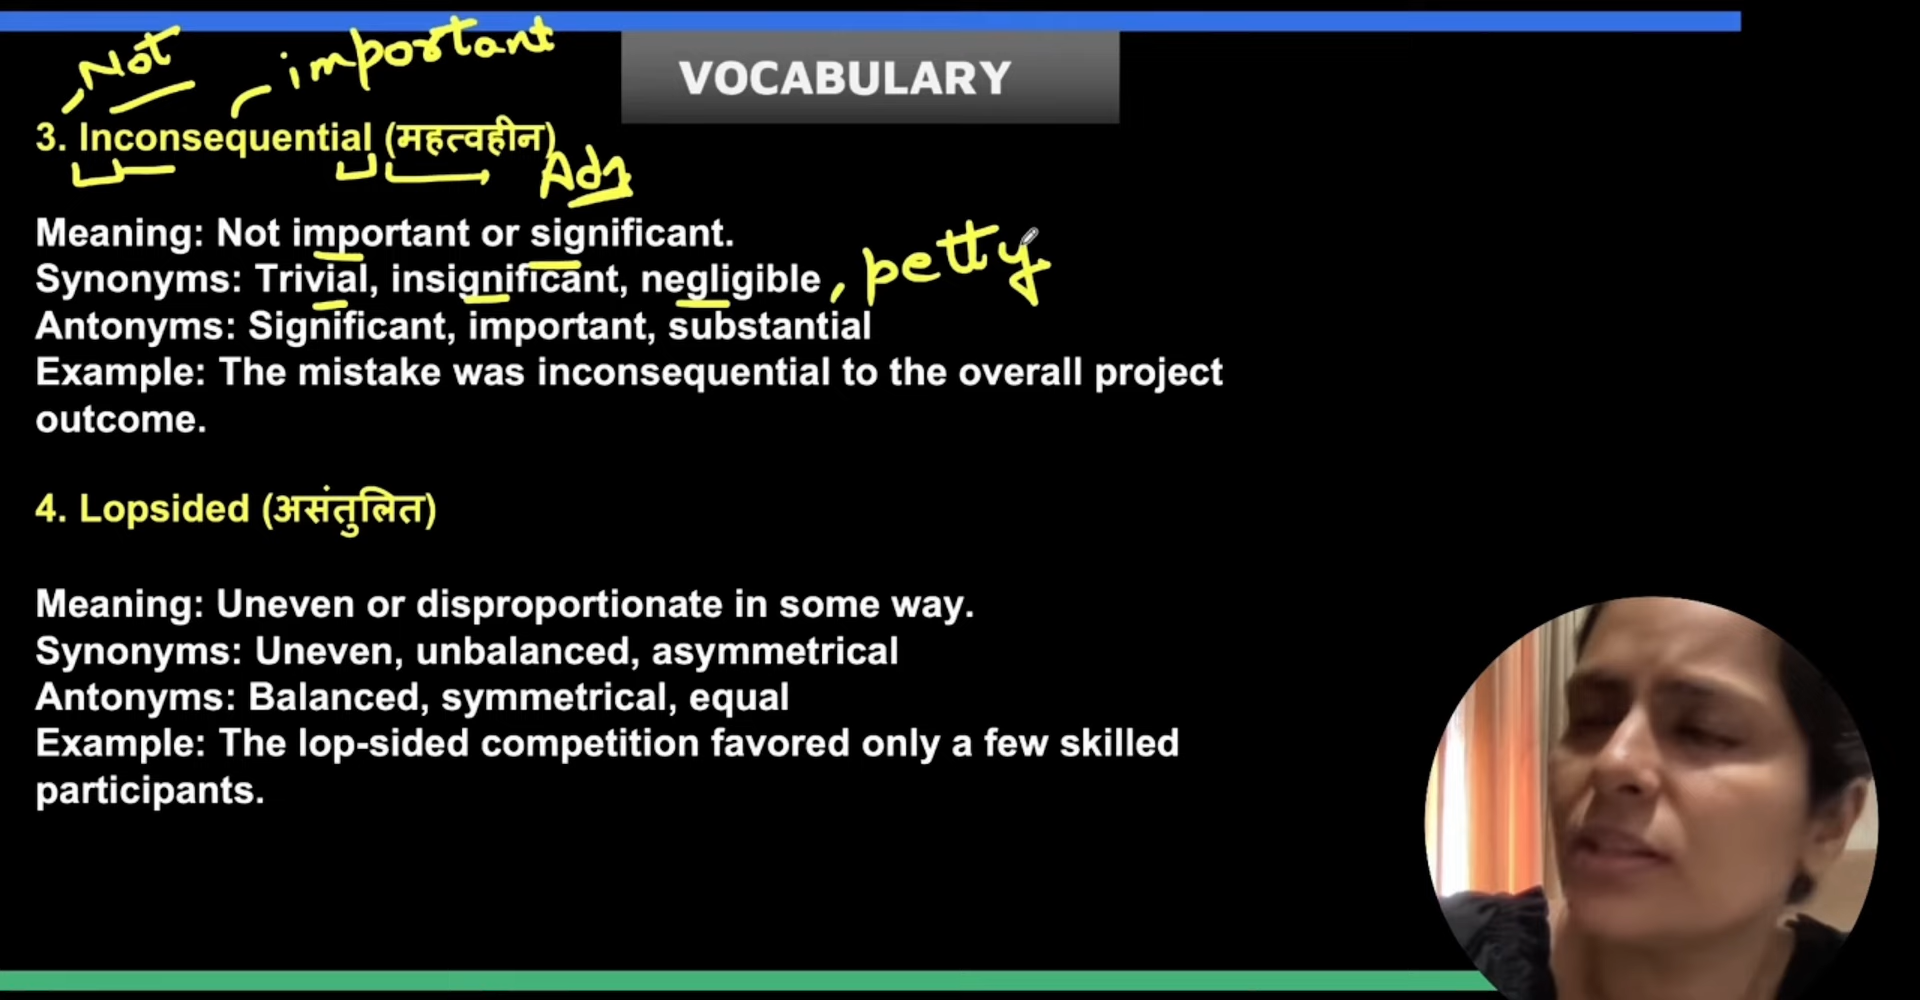 Not important
VOCABULARY
3. Inconsequential (महत्वहीन)
Adj
Meaning: Not important or significant.
Synonyms: Trivial, insignificant, negligible , petty
Antonyms: Significant, important, substantial
Example: The mistake was inconsequential to the overall project
outcome.
4. Lopsided (असंतुलित)
Meaning: Uneven or disproportionate in some way.
Synonyms: Uneven, unbalanced, asymmetrical
Antonyms: Balanced, symmetrical, equal
Example: The lop-sided competition favored only a few skilled
participants.